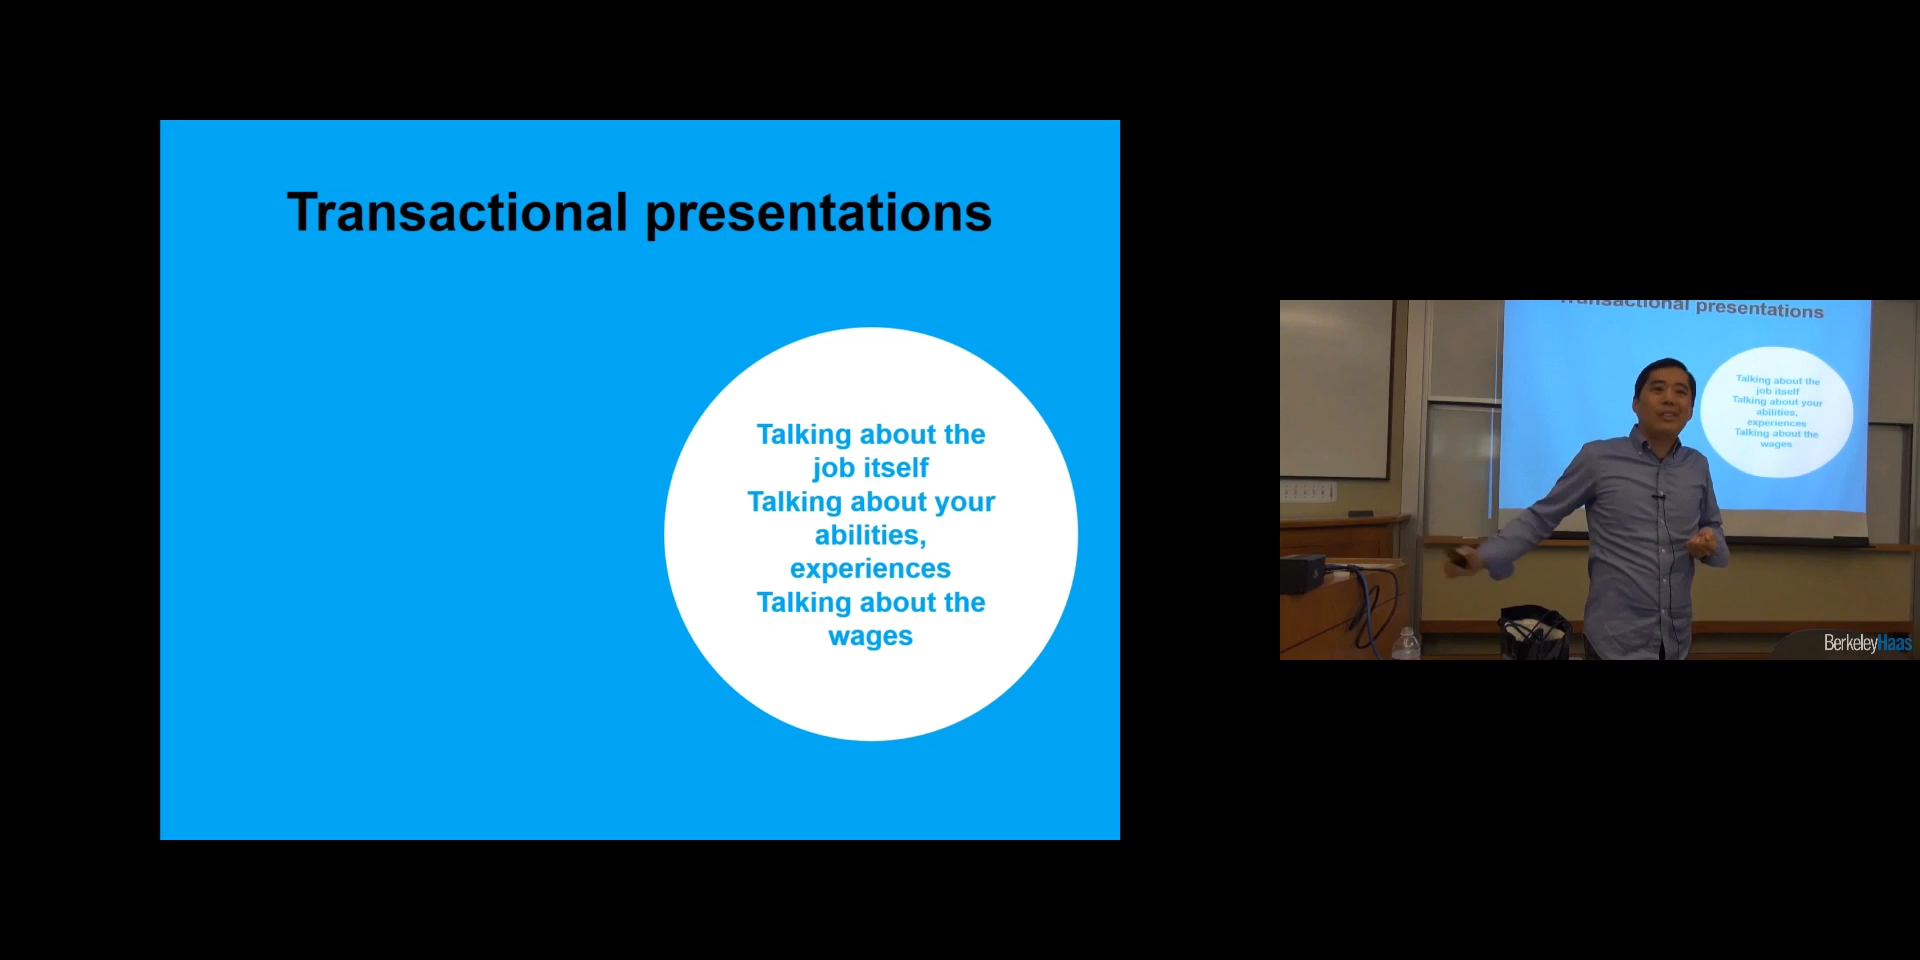 Transactional presentations
Talking about the
job itself
Talking about your
abilities,
experiences
Talking about the
wages
Transactional presentations
Talking about the
job itself
Talking about your
abilities,
experiences
Talking about the
wages
BerkeleyHaas